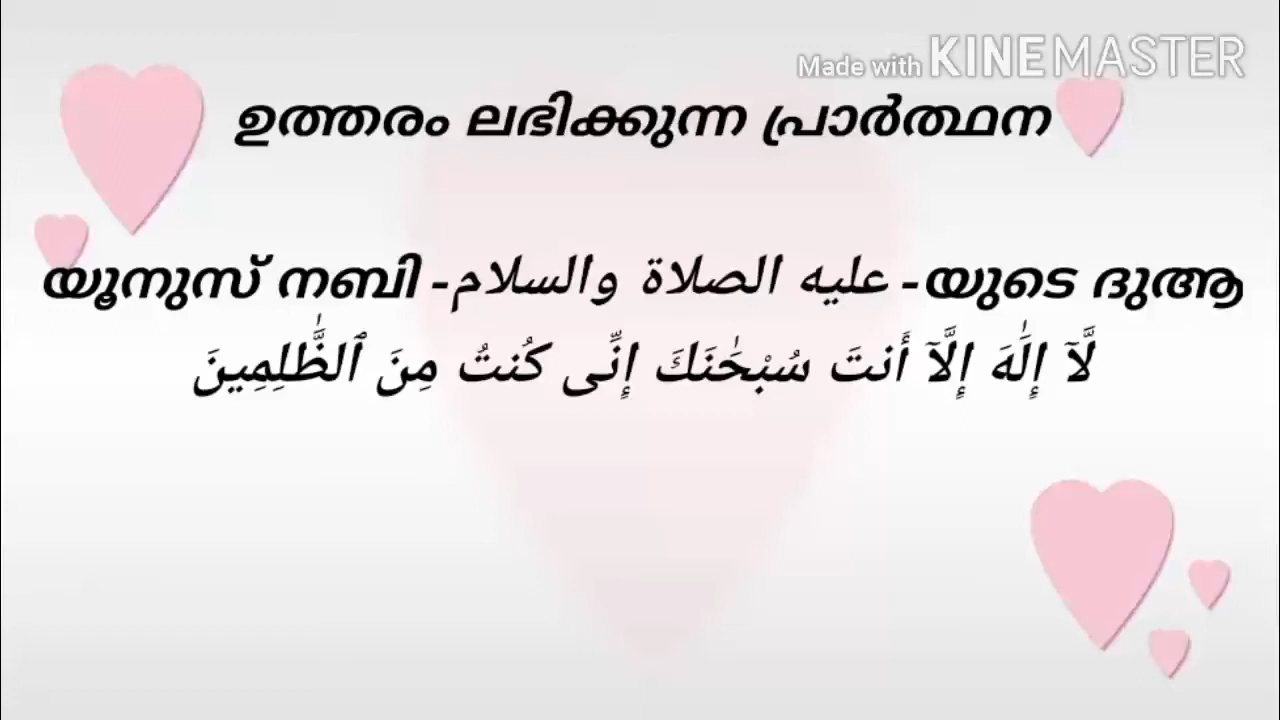 Made with KINEMASTER
ഉത്തരം ലഭിക്കുന്ന പ്രാർത്ഥന
യൂനുസ് നബി -عليه الصلاة والسلام-യുടെ ദുആ
لَّآ إِلَٰهَ إِلَّآ أَنتَ سُبْحَٰنَكَ إِنِّى كُنتُ مِنَ ٱلظَّٰلِمِينَ